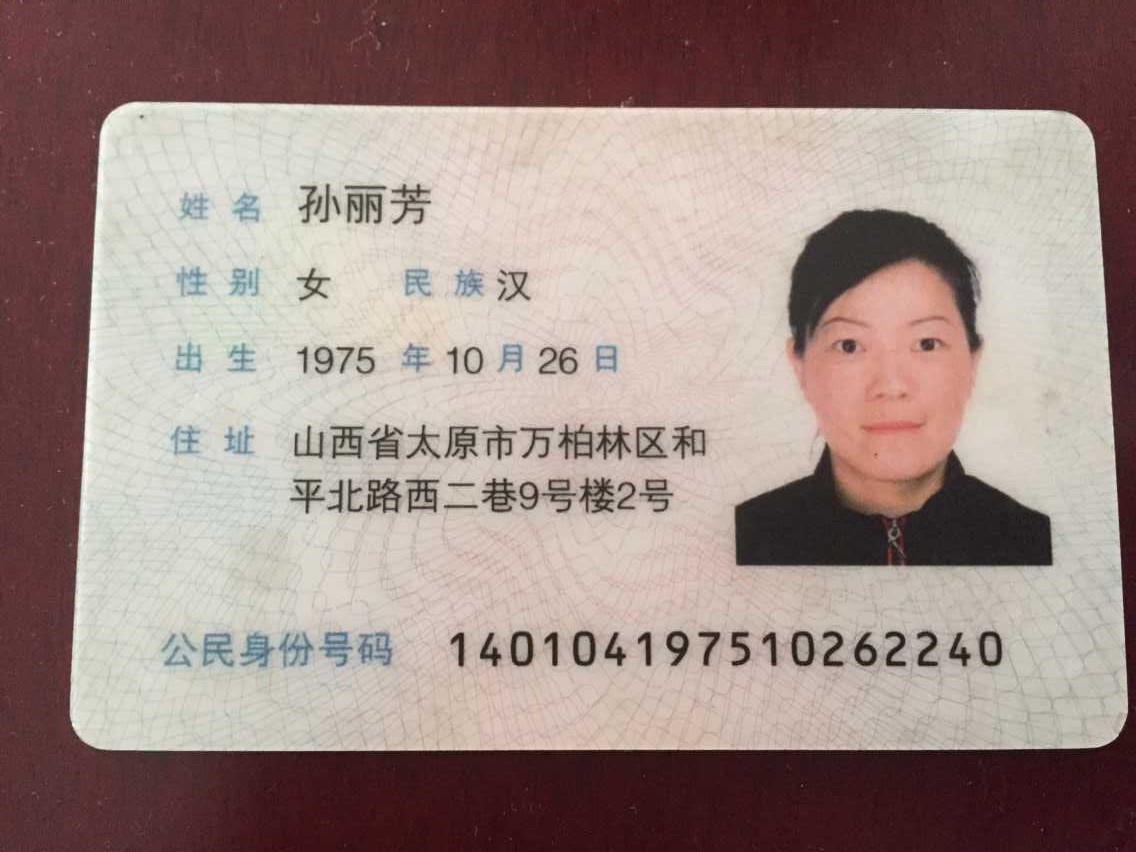 姓名 孙丽芳
性别 女 民族 汉
出生 1975 年 10 月 26 日
住址 山西省太原市万柏林区和
平北路西二巷9号楼2号
公民身份号码 140104197510262240